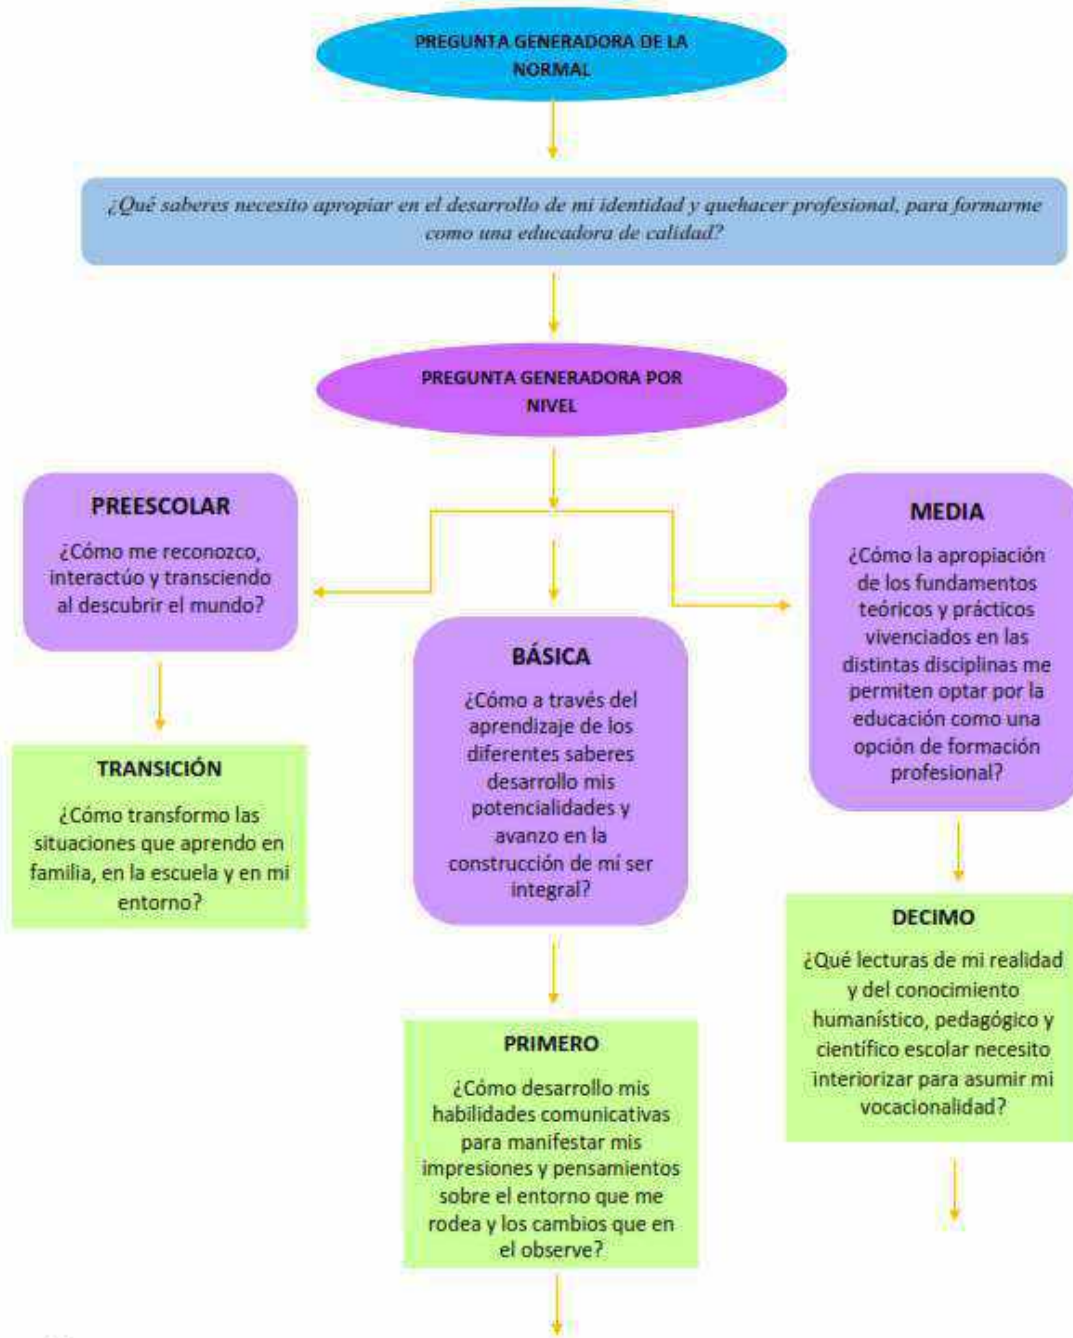 PREGUNTA GENERADORA DE LA
NORMAL
¿Qué saberes necesito apropiar en el desarrollo de mi identidad y quehacer profesional, para formarme
como una educadora de calidad?
PREGUNTA GENERADORA POR
NIVEL
PREESCOLAR
¿Cómo me reconozco,
interactúo y transciendo
al descubrir el mundo?
TRANSICIÓN
¿Cómo transformo las
situaciones que aprendo en
familia, en la escuela y en mi
entorno?
BÁSICA
¿Cómo a través del
aprendizaje de los
diferentes saberes
desarrollo mis
potencialidades y
avanzo en la
construcción de mí ser
integral?
PRIMERO
¿Cómo desarrollo mis
habilidades comunicativas
para manifestar mis
impresiones y pensamientos
sobre el entorno que me
rodea y los cambios que en
el observe?
MEDIA
¿Cómo la apropiación
de los fundamentos
teóricos y prácticos
vivenciados en las
distintas disciplinas me
permiten optar por la
educación como una
opción de formación
profesional?
DECIMO
¿Qué lecturas de mi realidad
y del conocimiento
humanístico, pedagógico y
científico escolar necesito
interiorizar para asumir mi
vocacionalidad?